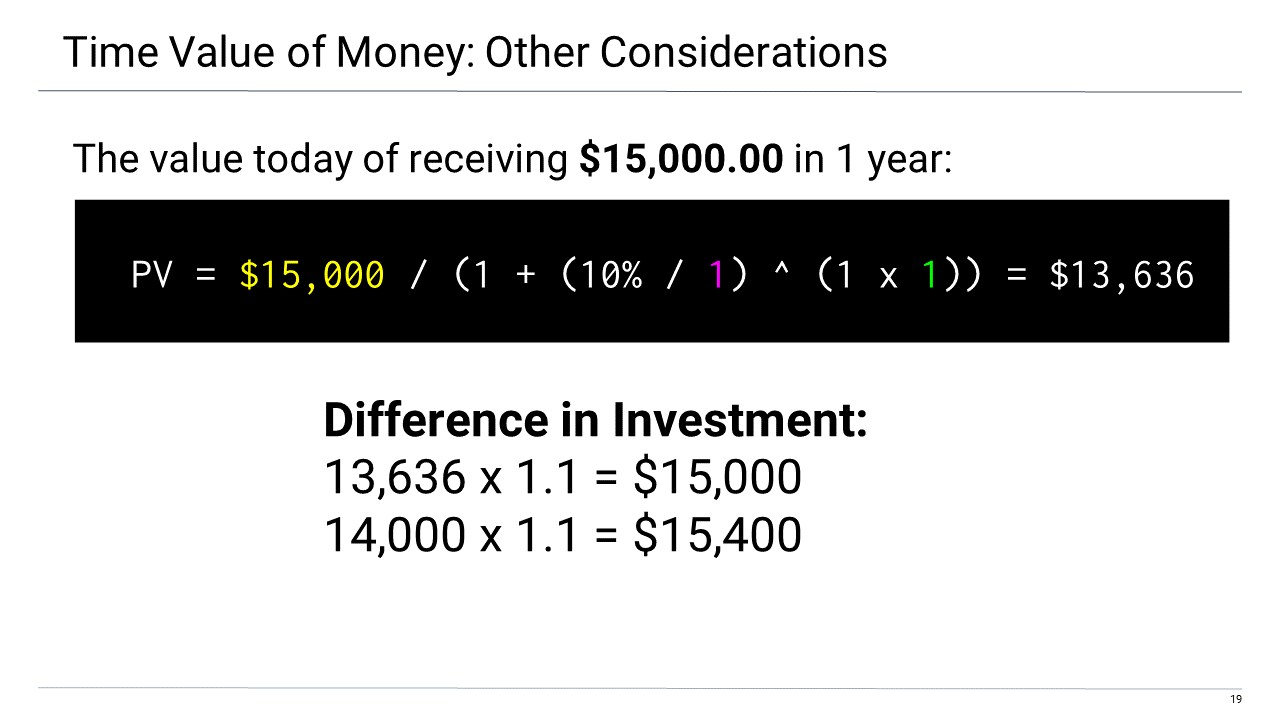 Time Value of Money: Other Considerations
The value today of receiving $15,000.00 in 1 year:
PV = $15,000 / (1 + (10% / 1) ^ (1 x 1)) = $13,636
Difference in Investment:
13,636 x 1.1 = $15,000
14,000 x 1.1 = $15,400
19